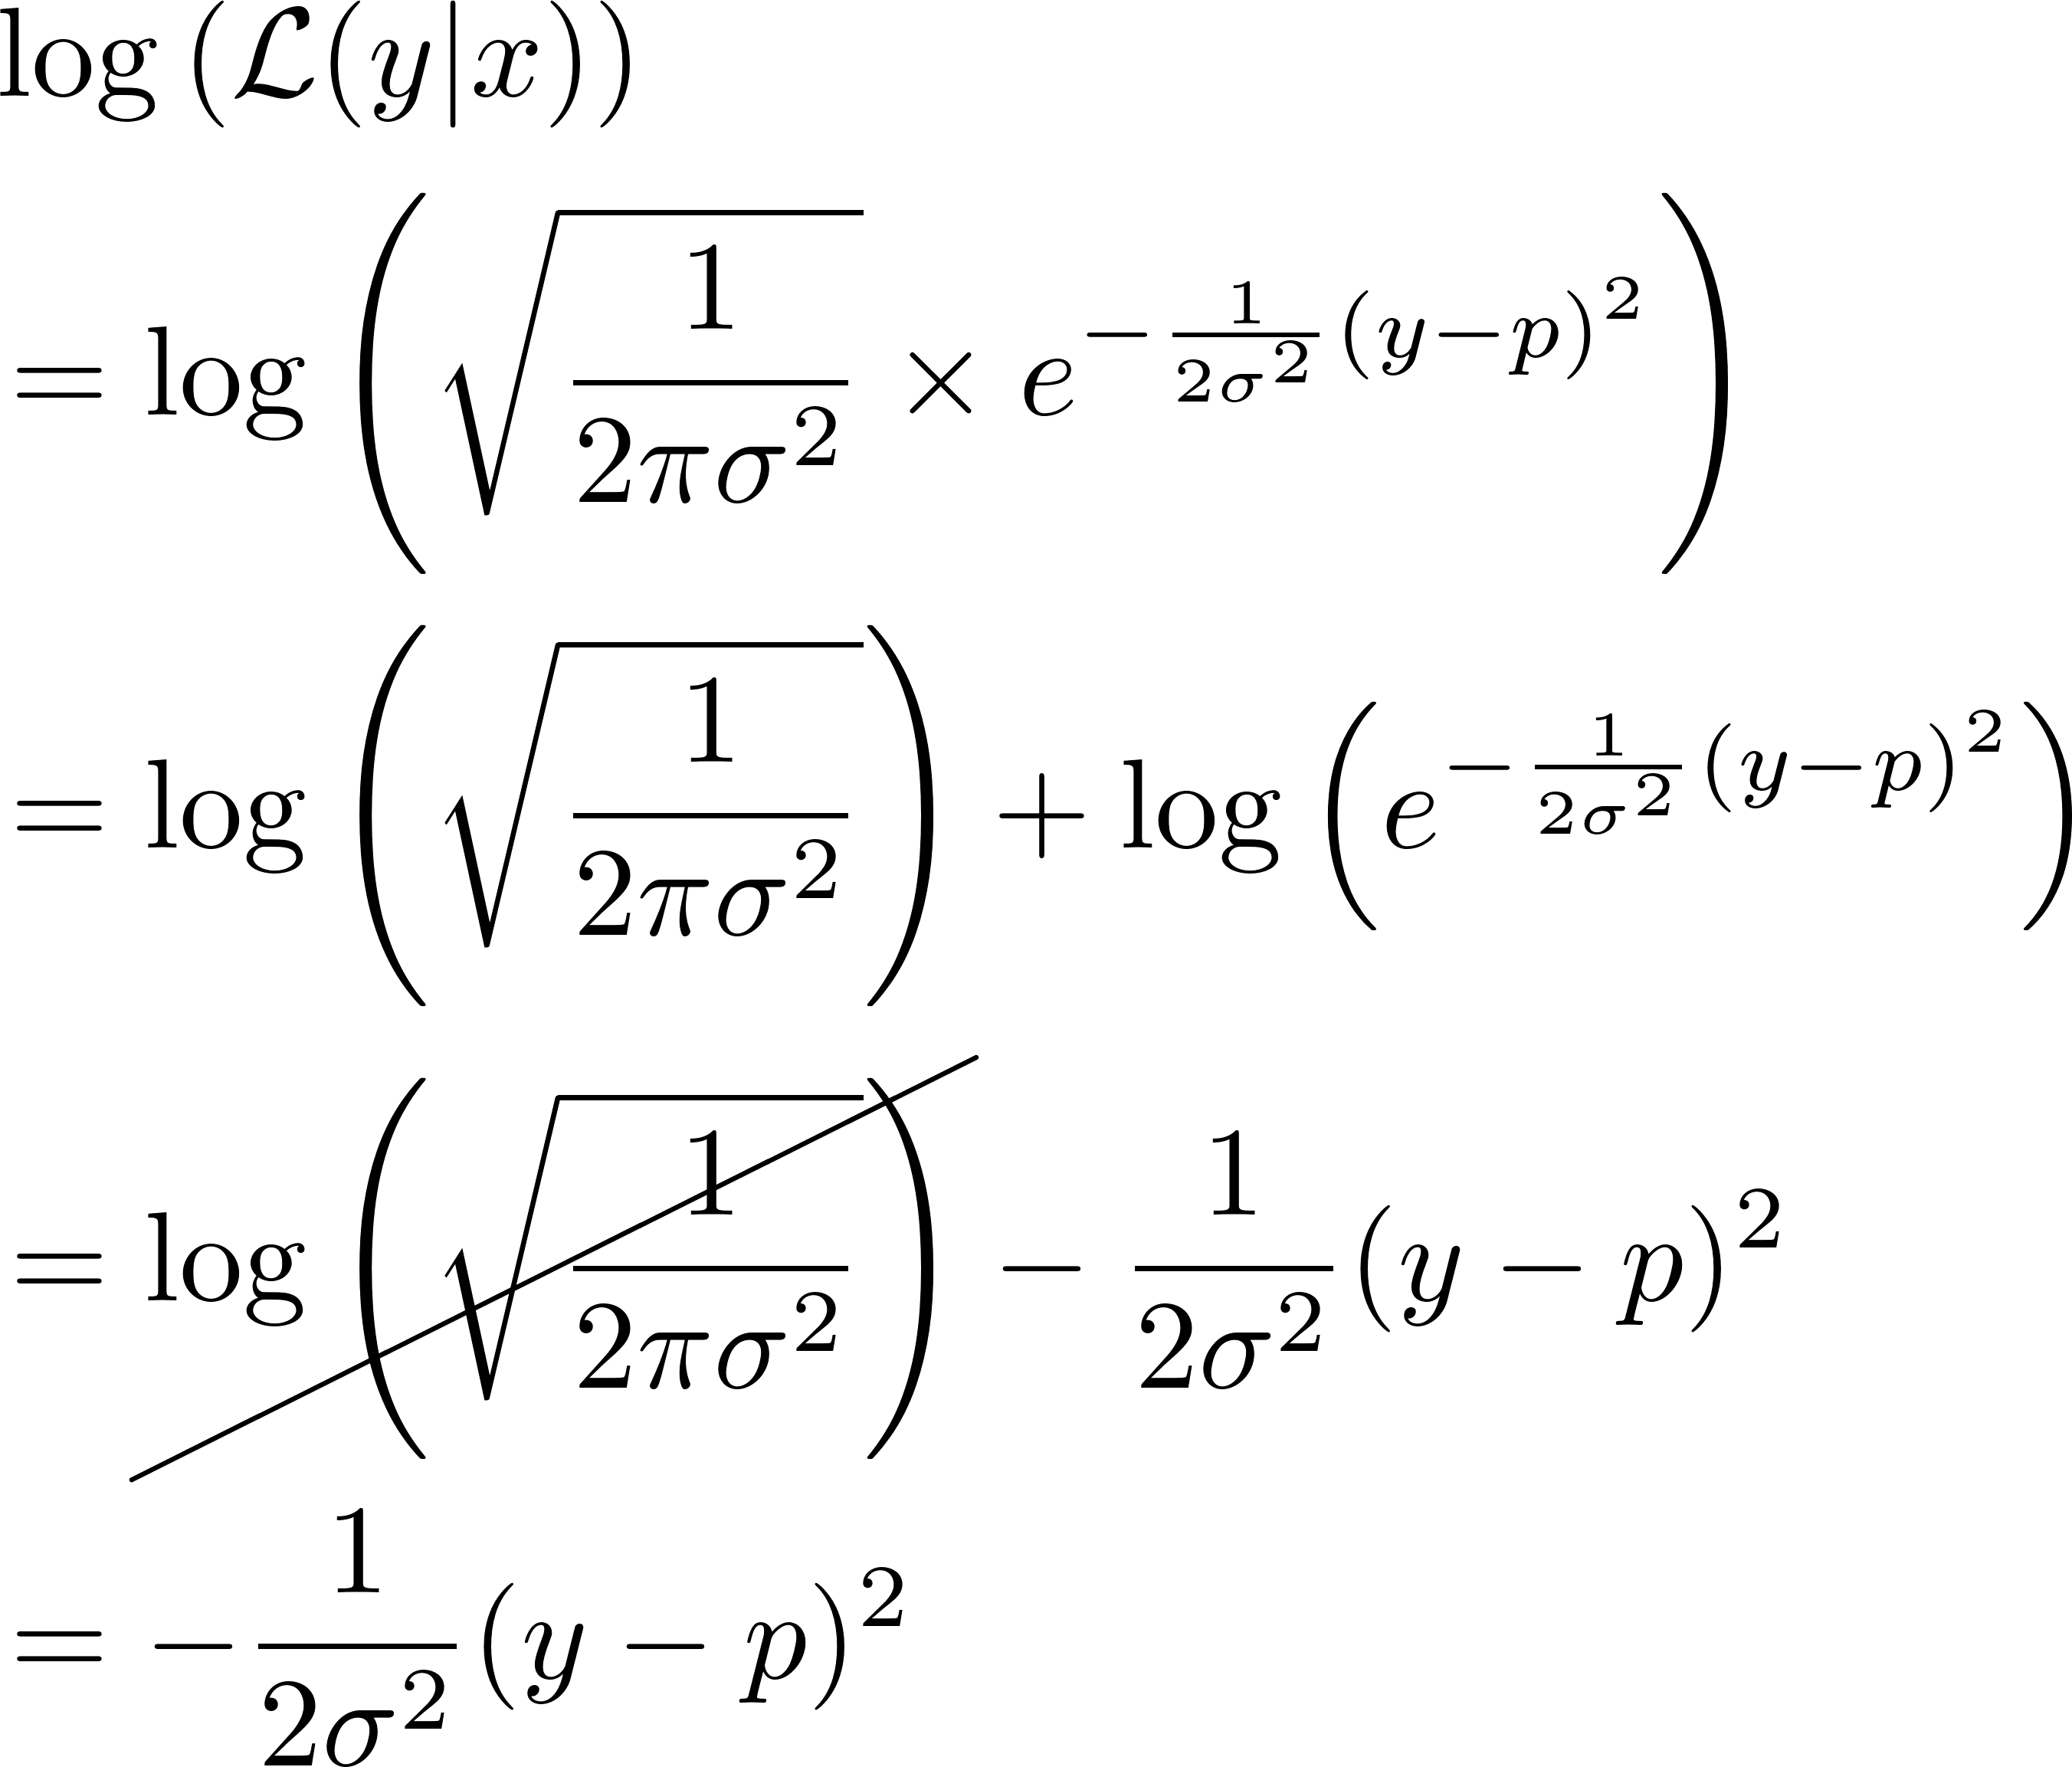 log (ℒ(y|x))
= log (√(1/(2πσ²)) × e^(−(1/(2σ²))(y−p)²))
= log (√(1/(2πσ²))) + log (e^(−(1/(2σ²))(y−p)²))
= log (√(1/(2πσ²))) − 1/(2σ²) (y − p)²
= − 1/(2σ²) (y − p)²